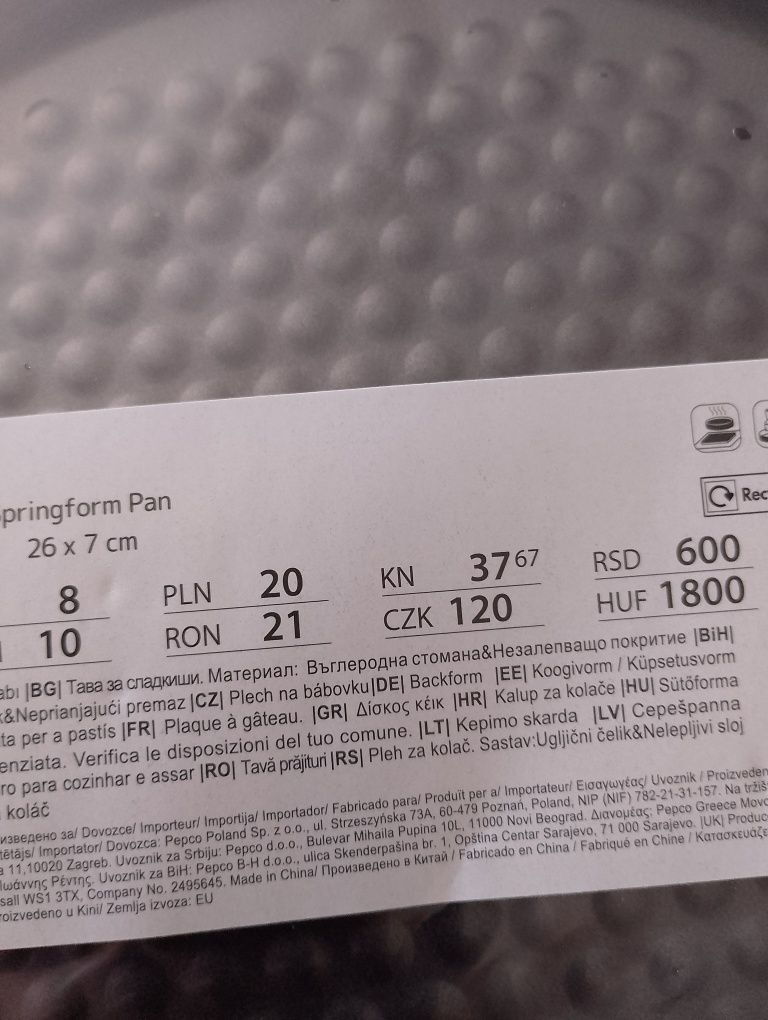 Rec
pringform Pan
26 x 7 cm
8 PLN 20 KN 37 67 RSD 600
10 RON 21 CZK 120 HUF 1800
abı |BG| Тава за сладкиши. Материал: Въглеродна стомана&Незалепващо покритие |BiH|
k&Neprianjajući premaz |CZ| Plech na bábovku|DE| Backform |EE| Koogivorm / Küpsetusvorm
ta per a pastís |FR| Plaque à gâteau. |GR| Δίσκος κέικ |HR| Kalup za kolače |HU| Sütőforma
enziata. Verifica le disposizioni del tuo comune. |LT| Kepimo skarda |LV| Cepešpanna
ro para cozinhar e assar |RO| Tavă prăjituri |RS| Pleh za kolač. Sastav:Ugljični čelik&Nelepljivi sloj
koláč
изведено за/ Dovozce/ Importeur/ Importija/ Importador/ Fabricado para/ Produït per a/ Importateur/ Εισαγωγέας/ Uvoznik / Proizveden
tētājs/ Importator/ Dovozca: Pepco Poland Sp. z o.o., ul. Strzeszyńska 73A, 60-479 Poznań, Poland, NIP (NIF) 782-21-31-157. Na tržiš
a 11,10020 Zagreb. Uvoznik za Srbiju: Pepco d.o.o., Bulevar Mihaila Pupina 10L, 11000 Novi Beograd. Διανομέας: Pepco Greece Μονο
Ιωάννης Ρέντης. Uvoznik za BiH: Pepco B-H d.o.o., ulica Skenderpašina br. 1, Opština Centar Sarajevo, 71 000 Sarajevo. |UK| Produc
sall WS1 3TX, Company No. 2495645. Made in China/ Произведено в Китай / Fabricado en China / Fabriqué en Chine / Κατασκευάζε
roizvedeno u Kini/ Zemlja izvoza: EU